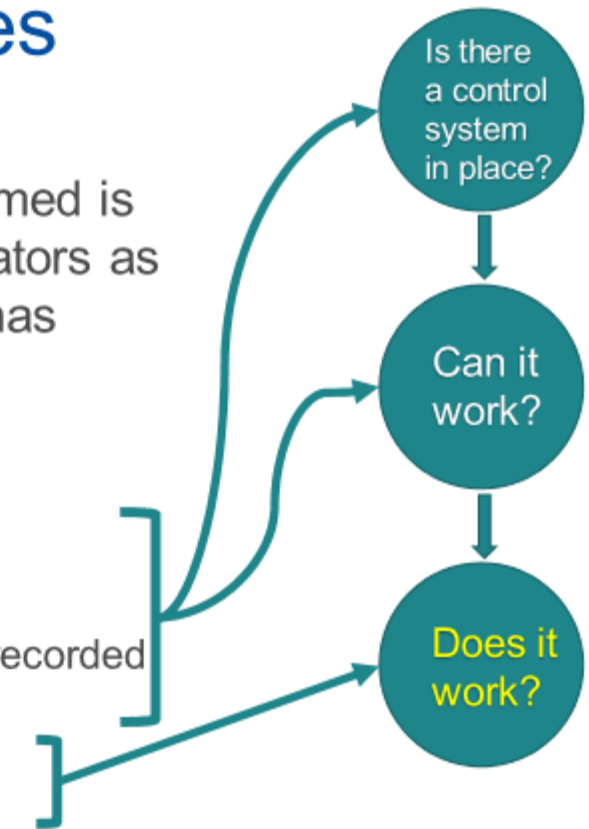 es
med is
ators as
nas
ecorded
Is there
a control
system
in place?
Can it
work?
Does it
work?